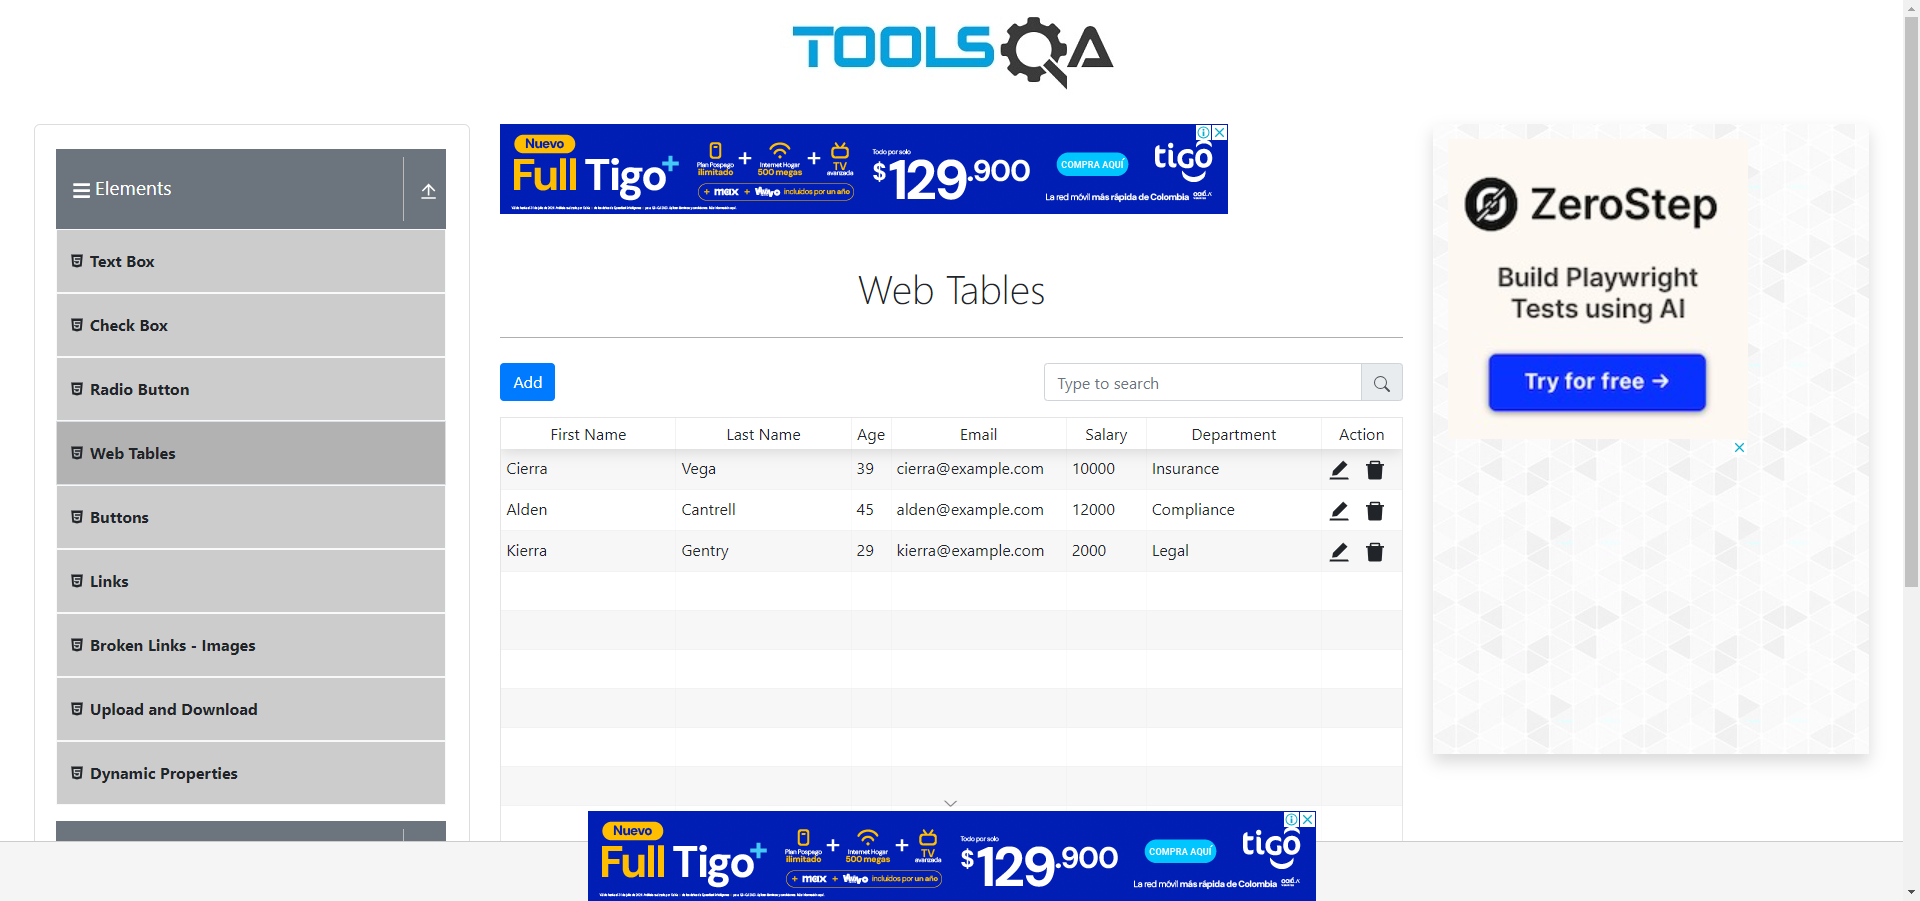 TOOLSQA
Elements
Text Box
Check Box
Radio Button
Web Tables
Buttons
Links
Broken Links - Images
Upload and Download
Dynamic Properties
Nuevo
Full Tigo+
Plan Pospago
ilimitado
+
Internet Hogar
500 megas
+
TV
avanzada
+ max + incluidos por un año
Todo por solo
$129.900
COMPRA AQUÍ
tigo
La red móvil más rápida de Colombia
Web Tables
Add
Type to search
First Name Last Name Age Email Salary Department Action
Cierra Vega 39 cierra@example.com 10000 Insurance
Alden Cantrell 45 alden@example.com 12000 Compliance
Kierra Gentry 29 kierra@example.com 2000 Legal
ZeroStep
Build Playwright
Tests using AI
Try for free →
Nuevo
Full Tigo+
Plan Pospago
ilimitado
+
Internet Hogar
500 megas
+
TV
avanzada
+ max + incluidos por un año
Todo por solo
$129.900
COMPRA AQUÍ
tigo
La red móvil más rápida de Colombia